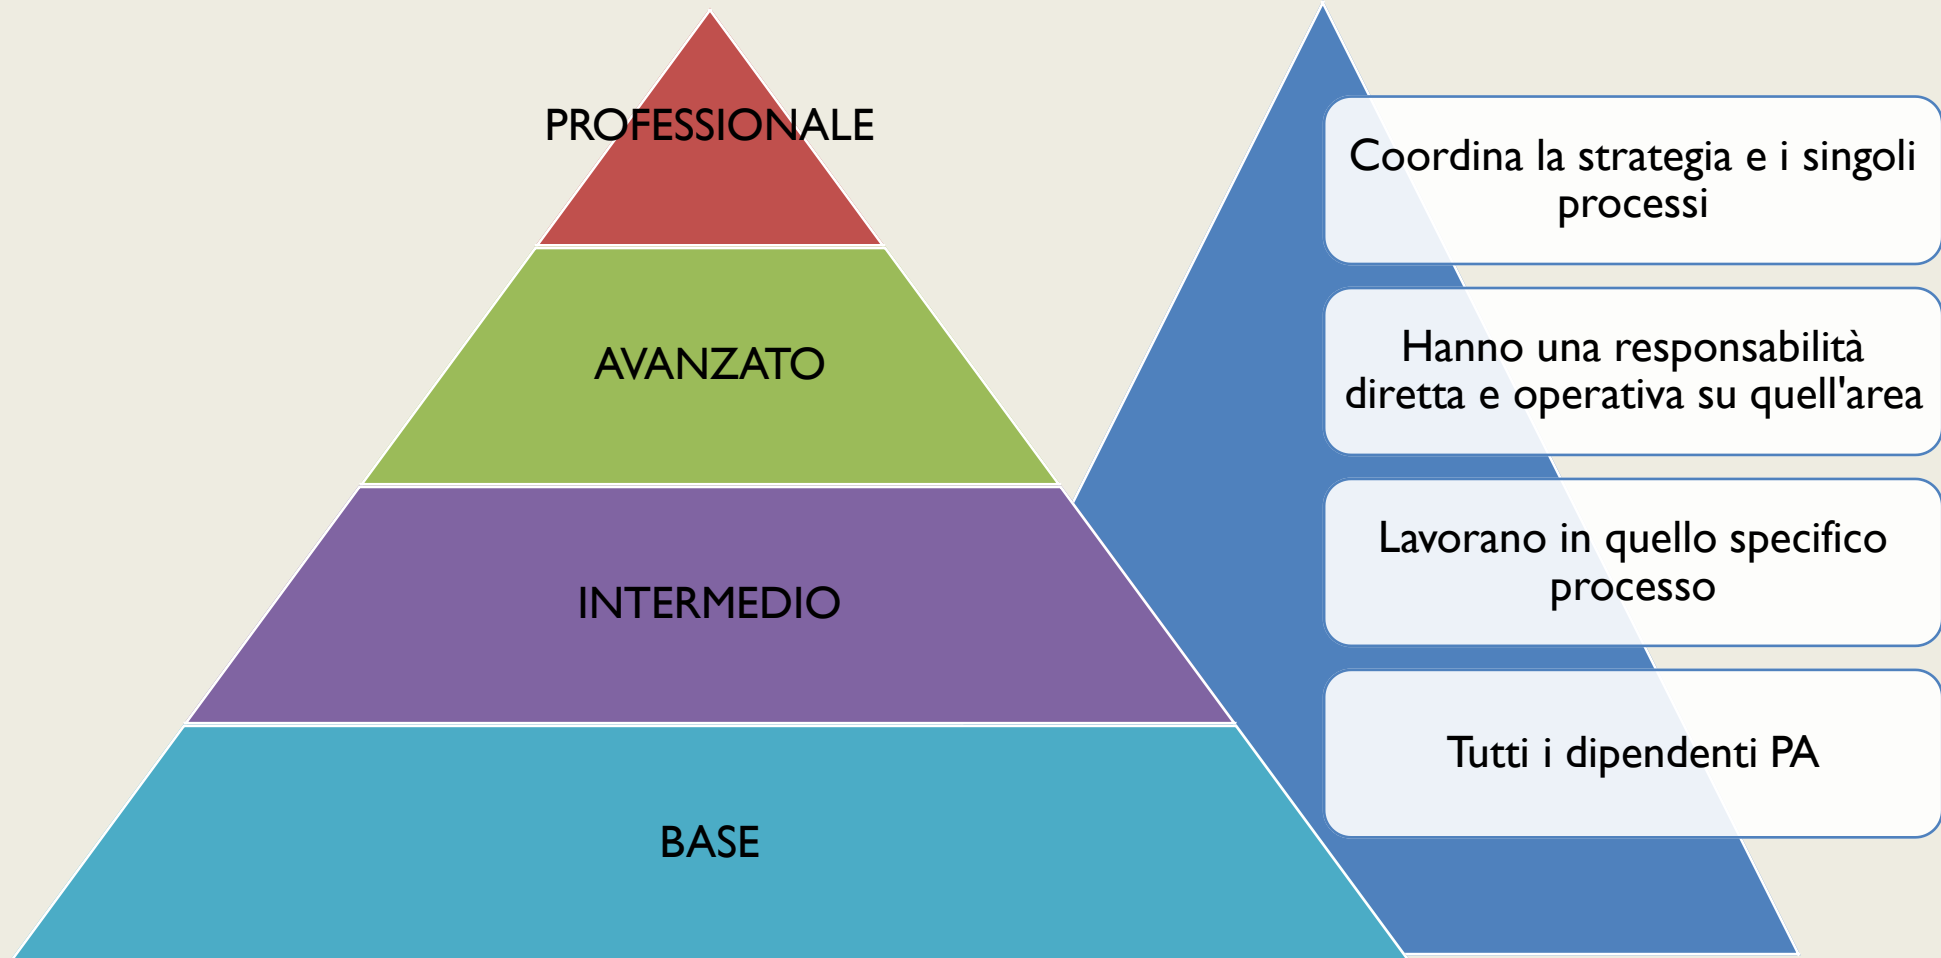 PROFESSIONALE
AVANZATO
INTERMEDIO
BASE
Coordina la strategia e i singoli
processi
Hanno una responsabilità
diretta e operativa su quell'area
Lavorano in quello specifico
processo
Tutti i dipendenti PA